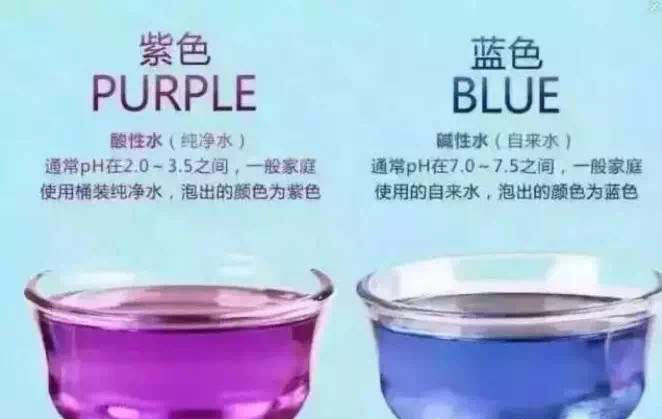 紫色
PURPLE
酸性水（纯净水）
通常pH在2.0～3.5之间，一般家庭
使用桶装纯净水，泡出的颜色为紫色
蓝色
BLUE
碱性水（自来水）
通常pH在7.0～7.5之间，一般家庭
使用的自来水，泡出的颜色为蓝色